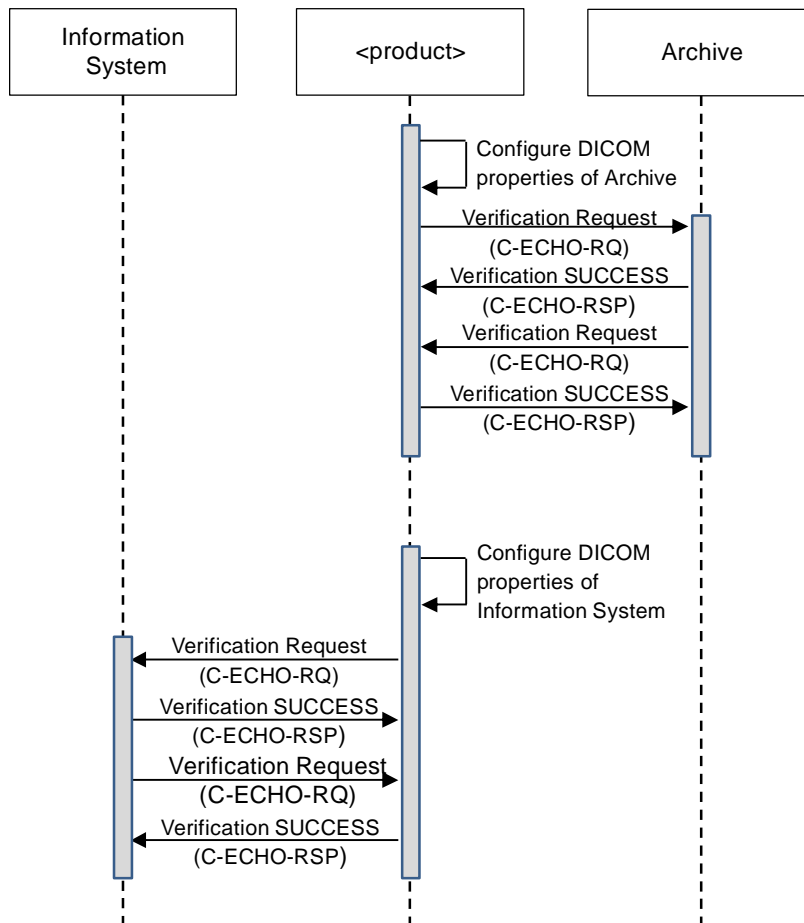 Information
System
<product>
Archive
Configure DICOM
properties of Archive
Verification Request
(C-ECHO-RQ)
Verification SUCCESS
(C-ECHO-RSP)
Verification Request
(C-ECHO-RQ)
Verification SUCCESS
(C-ECHO-RSP)
Configure DICOM
properties of
Information System
Verification Request
(C-ECHO-RQ)
Verification SUCCESS
(C-ECHO-RSP)
Verification Request
(C-ECHO-RQ)
Verification SUCCESS
(C-ECHO-RSP)